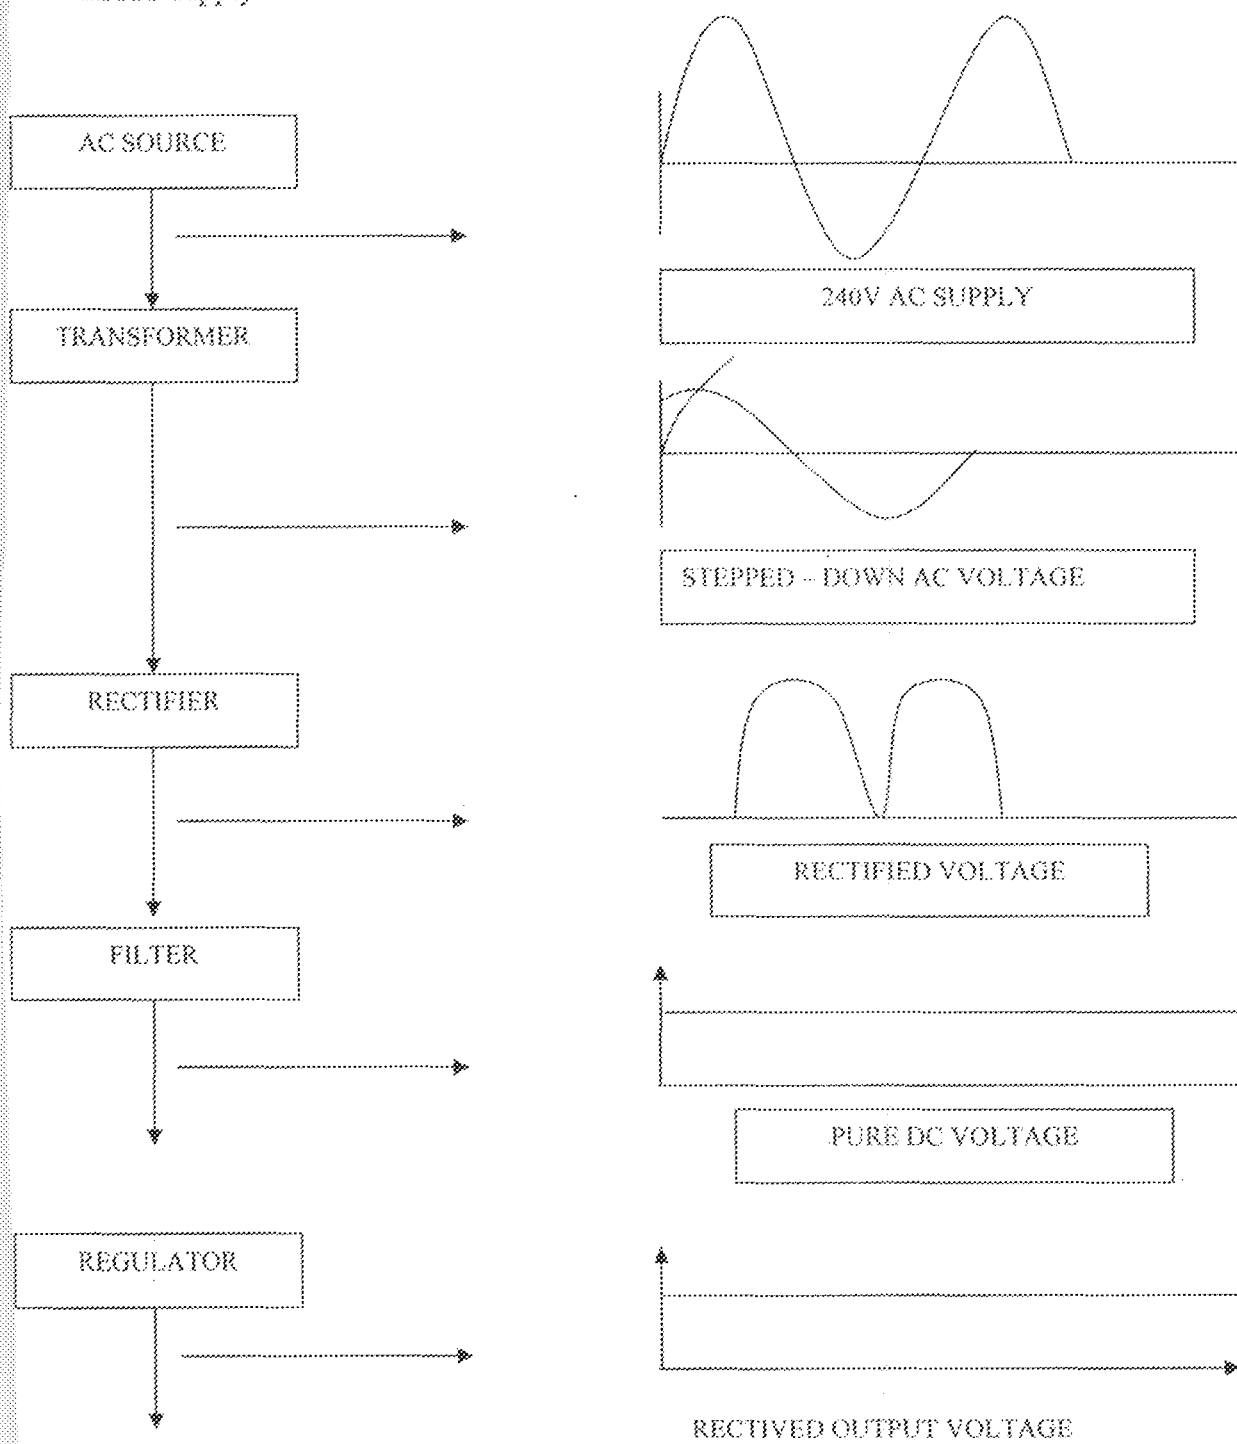 AC SOURCE
240V AC SUPPLY
TRANSFORMER
STEPPED – DOWN AC VOLTAGE
RECTIFIER
RECTIFIED VOLTAGE
FILTER
PURE DC VOLTAGE
REGULATOR
RECTIVED OUTPUT VOLTAGE